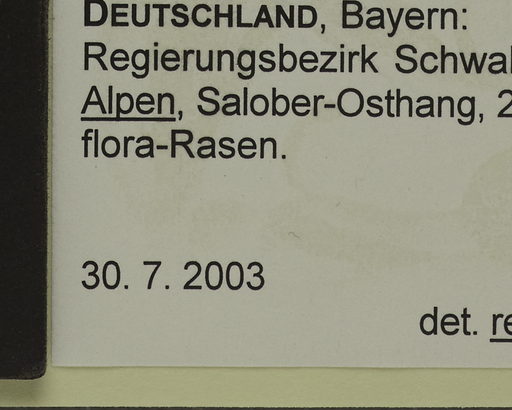 DEUTSCHLAND, Bayern:
Regierungsbezirk
Alpen, Salober-Osthang,
flora-Rasen.
30. 7. 2003
det.